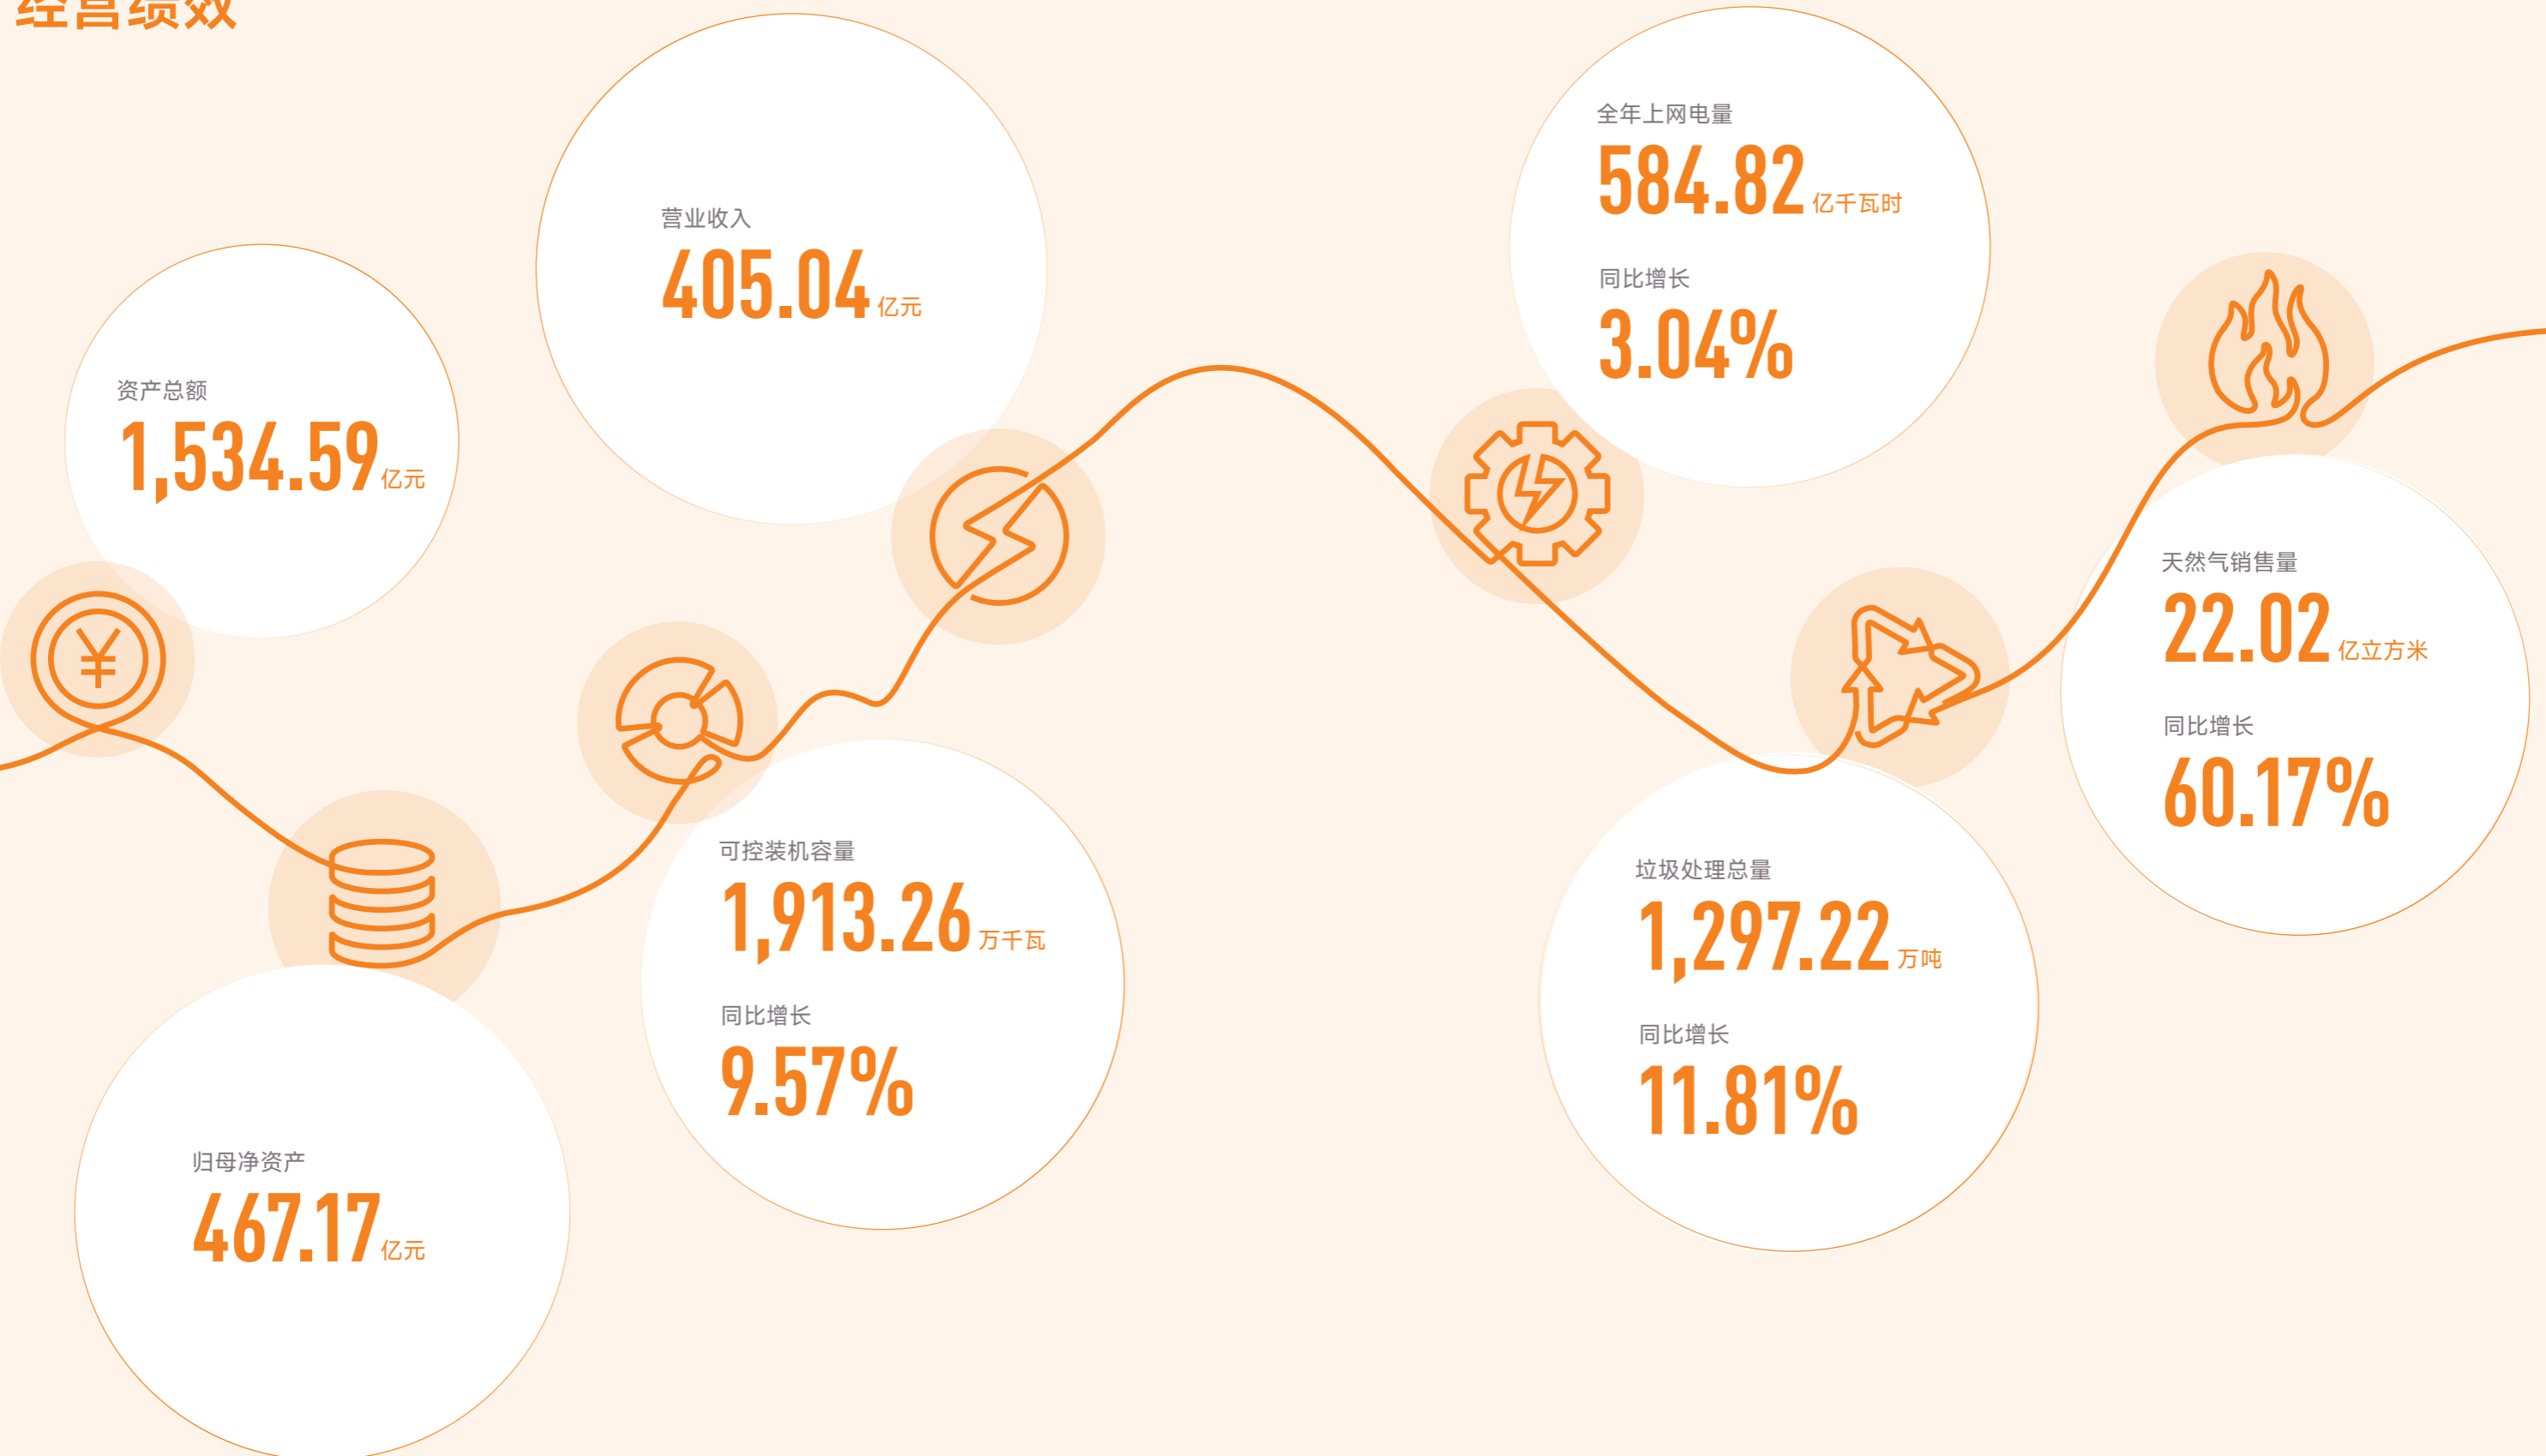 经营绩效
资产总额
1,534.59亿元
归母净资产
467.17亿元
营业收入
405.04亿元
可控装机容量
1,913.26万千瓦
同比增长
9.57%
全年上网电量
584.82亿千瓦时
同比增长
3.04%
垃圾处理总量
1,297.22万吨
同比增长
11.81%
天然气销售量
22.02亿立方米
同比增长
60.17%